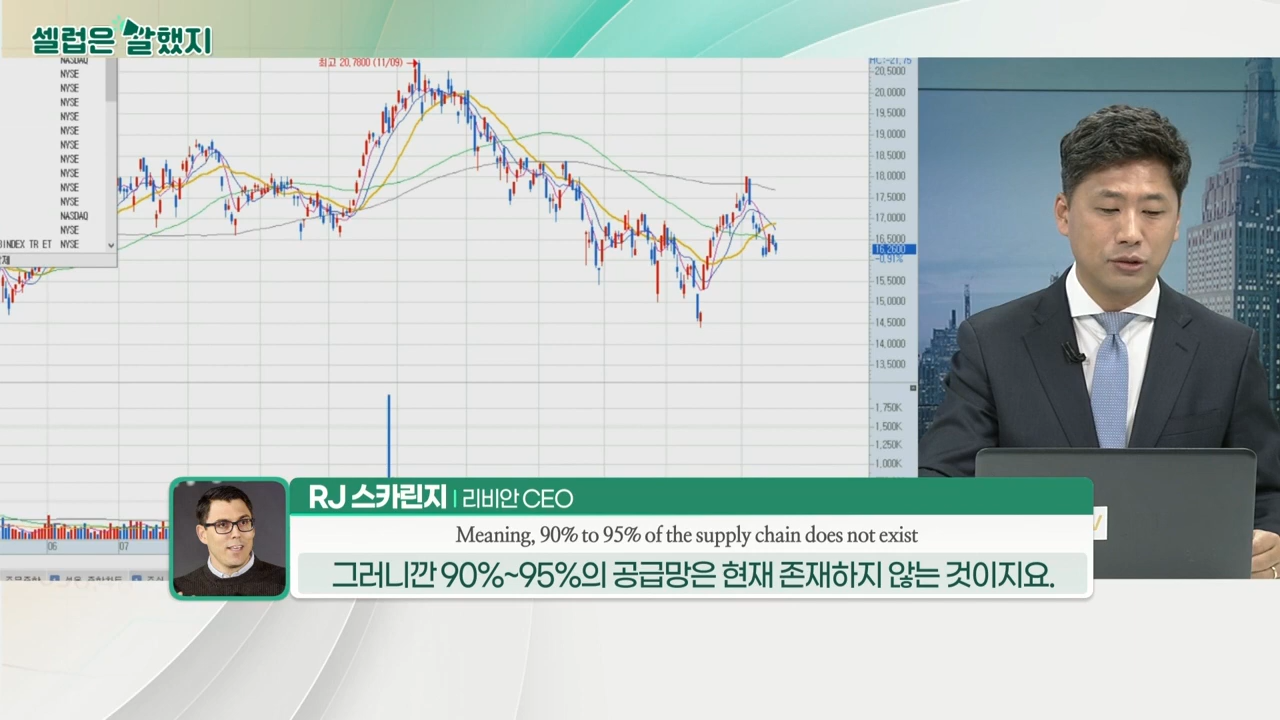 셀럽은 말했지
NASDAQ
NYSE
NYSE
NYSE
NYSE
NYSE
NYSE
NYSE
NYSE
NYSE
NYSE
NASDAQ
NYSE
BINDEX TR ET NYSE
최고 20,7800 (11/09)
20,5000
20,0000
19,5000
19,0000
18,5000
18,0000
17,5000
17,0000
16,5000
16,2600
-0,91%
15,5000
15,0000
14,5000
14,0000
13,5000
1,750K
1,500K
1,250K
1,000K
06
07
RJ 스카린지 | 리비안 CEO
Meaning, 90% to 95% of the supply chain does not exist
그러니깐 90%~95%의 공급망은 현재 존재하지 않는 것이지요.